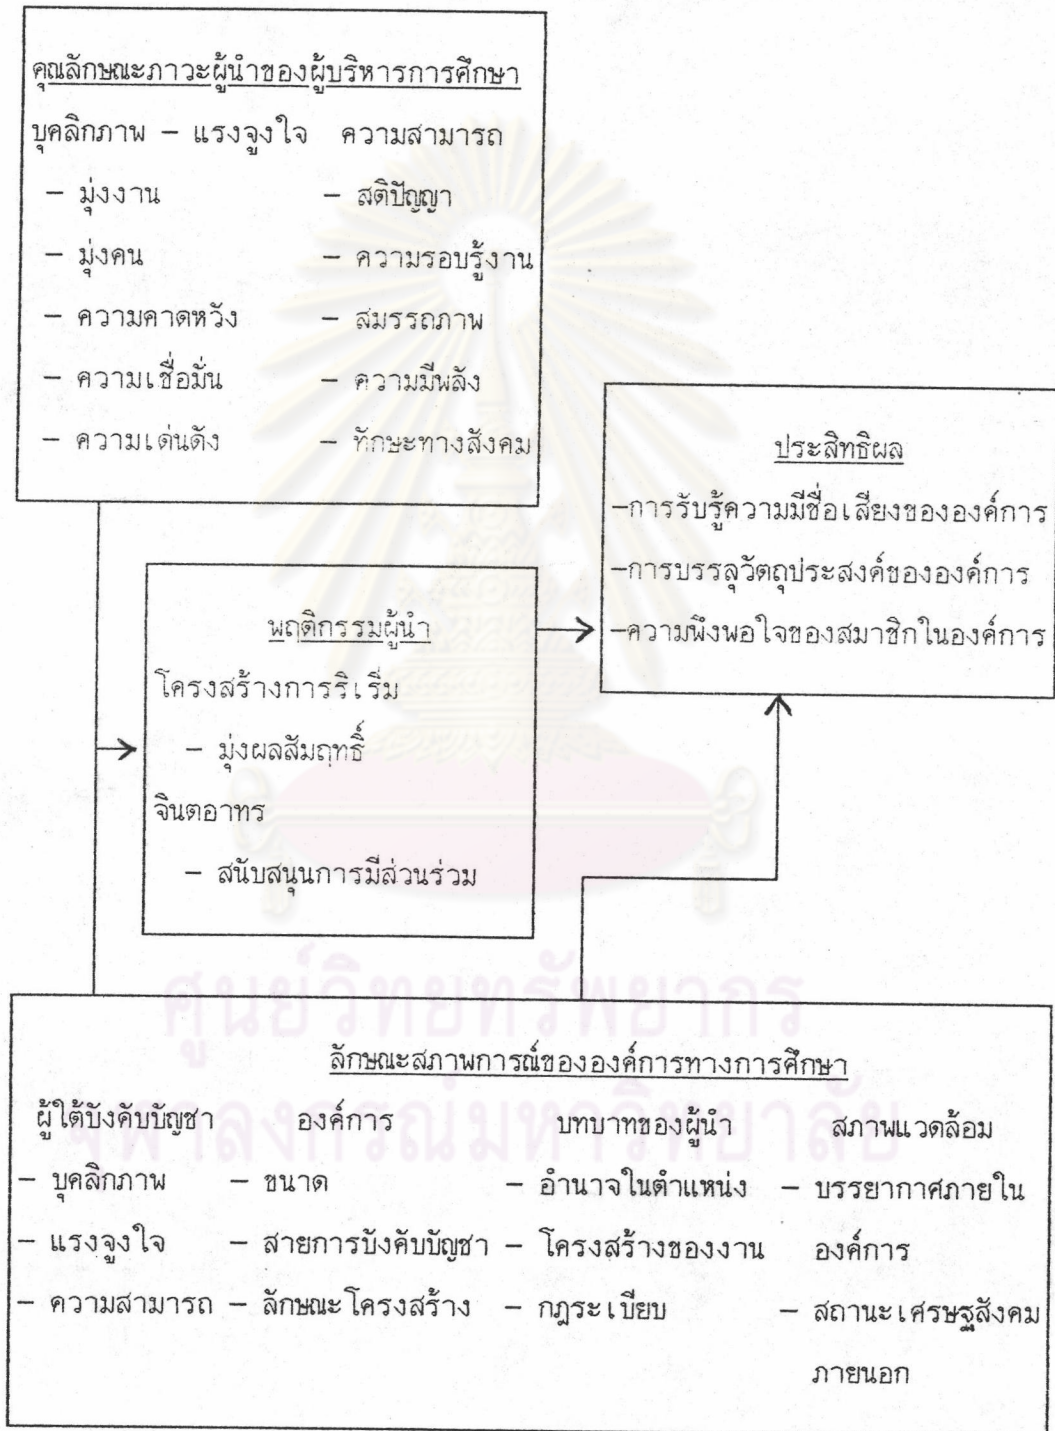 คุณลักษณะภาวะผู้นำของผู้บริหารการศึกษา
บุคลิกภาพ – แรงจูงใจ ความสามารถ
– มุ่งงาน – สติปัญญา
– มุ่งคน – ความรอบรู้งาน
– ความคาดหวัง – สมรรถภาพ
– ความเชื่อมั่น – ความมีพลัง
– ความเด่นดัง – ทักษะทางสังคม
ประสิทธิผล
–การรับรู้ความมีชื่อเสียงขององค์การ
–การบรรลุวัตถุประสงค์ขององค์การ
–ความพึงพอใจของสมาชิกในองค์การ
พฤติกรรมผู้นำ
โครงสร้างการริเริ่ม
– มุ่งผลสัมฤทธิ์
จินตอาทร
– สนับสนุนการมีส่วนร่วม
ศูนย์วิทยทรัพยากร
จุฬาลงกรณ์มหาวิทยาลัย
ลักษณะสภาพการณ์ขององค์การทางการศึกษา
ผู้ใต้บังคับบัญชา องค์การ บทบาทของผู้นำ สภาพแวดล้อม
– บุคลิกภาพ – ขนาด – อำนาจในตำแหน่ง – บรรยากาศภายใน
– แรงจูงใจ – สายการบังคับบัญชา – โครงสร้างของงาน องค์การ
– ความสามารถ – ลักษณะโครงสร้าง – กฎระเบียบ – สถานะเศรษฐสังคม
ภายนอก